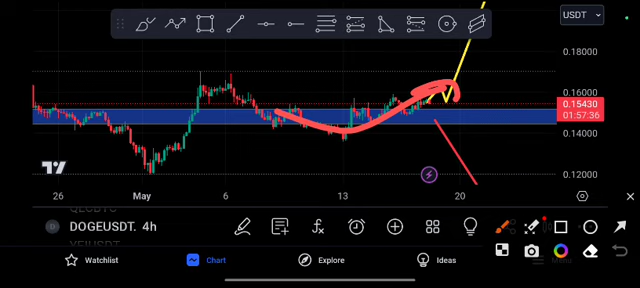 USDT
0.18000
0.16000
0.15430
01:57:36
0.14000
0.12000
26 May 6 13 20
DOGEUSDT. 4h
Watchlist Chart Explore Ideas